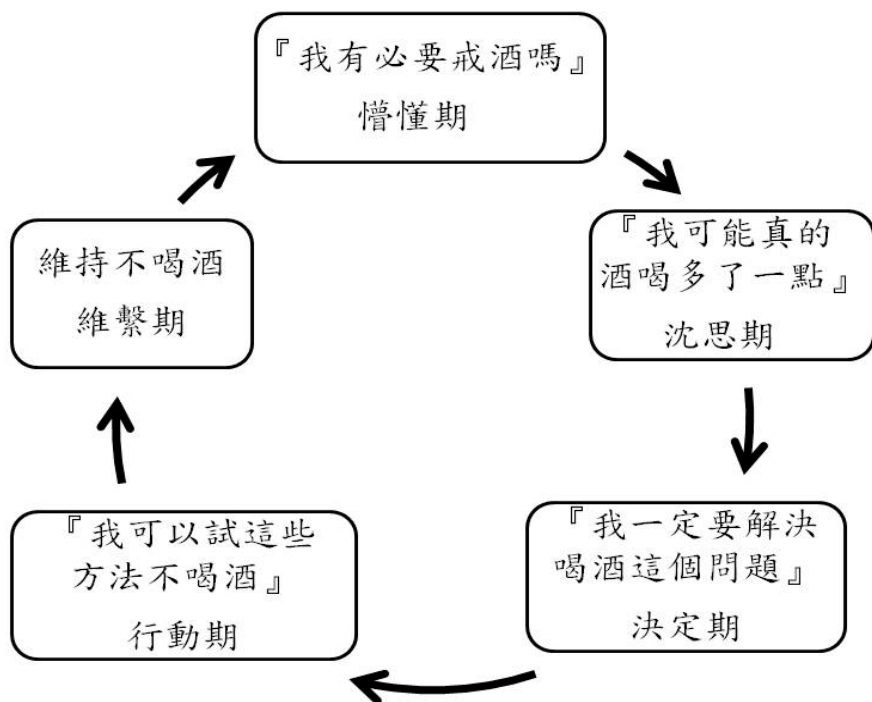 『我有必要戒酒嗎』
懵懂期
『我可能真的
酒喝多了一點』
沈思期
『我一定要解決
喝酒這個問題』
決定期
『我可以試這些
方法不喝酒』
行動期
維持不喝酒
維繫期